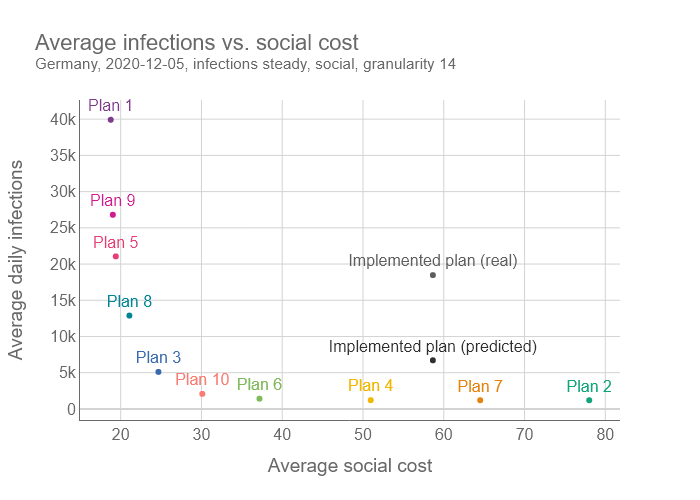 Average infections vs. social cost
Germany, 2020-12-05, infections steady, social, granularity 14
Average daily infections
40k
35k
30k
25k
20k
15k
10k
5k
0
Plan 1
Plan 9
Plan 5
Implemented plan (real)
Plan 8
Implemented plan (predicted)
Plan 3
Plan 10
Plan 6
Plan 4
Plan 7
Plan 2
20
30
40
50
60
70
80
Average social cost